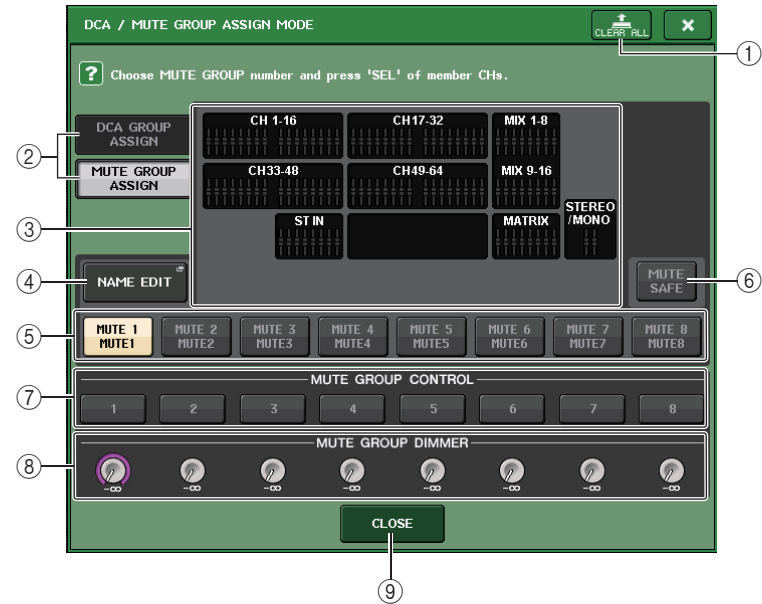 DCA / MUTE GROUP ASSIGN MODE
CLEAR ALL
①
? Choose MUTE GROUP number and press 'SEL' of member CHs.
②
DCA GROUP
ASSIGN
MUTE GROUP
ASSIGN
③
CH 1-16
CH17-32
MIX 1-8
CH33-48
CH49-64
MIX 9-16
ST IN
MATRIX
STEREO
/MONO
④
NAME EDIT
MUTE
SAFE
⑥
⑤
MUTE 1
MUTE1
MUTE 2
MUTE2
MUTE 3
MUTE3
MUTE 4
MUTE4
MUTE 5
MUTE5
MUTE 6
MUTE6
MUTE 7
MUTE7
MUTE 8
MUTE8
⑦
MUTE GROUP CONTROL
1 2 3 4 5 6 7 8
⑧
MUTE GROUP DIMMER
-∞ -∞ -∞ -∞ -∞ -∞ -∞ -∞
CLOSE
⑨